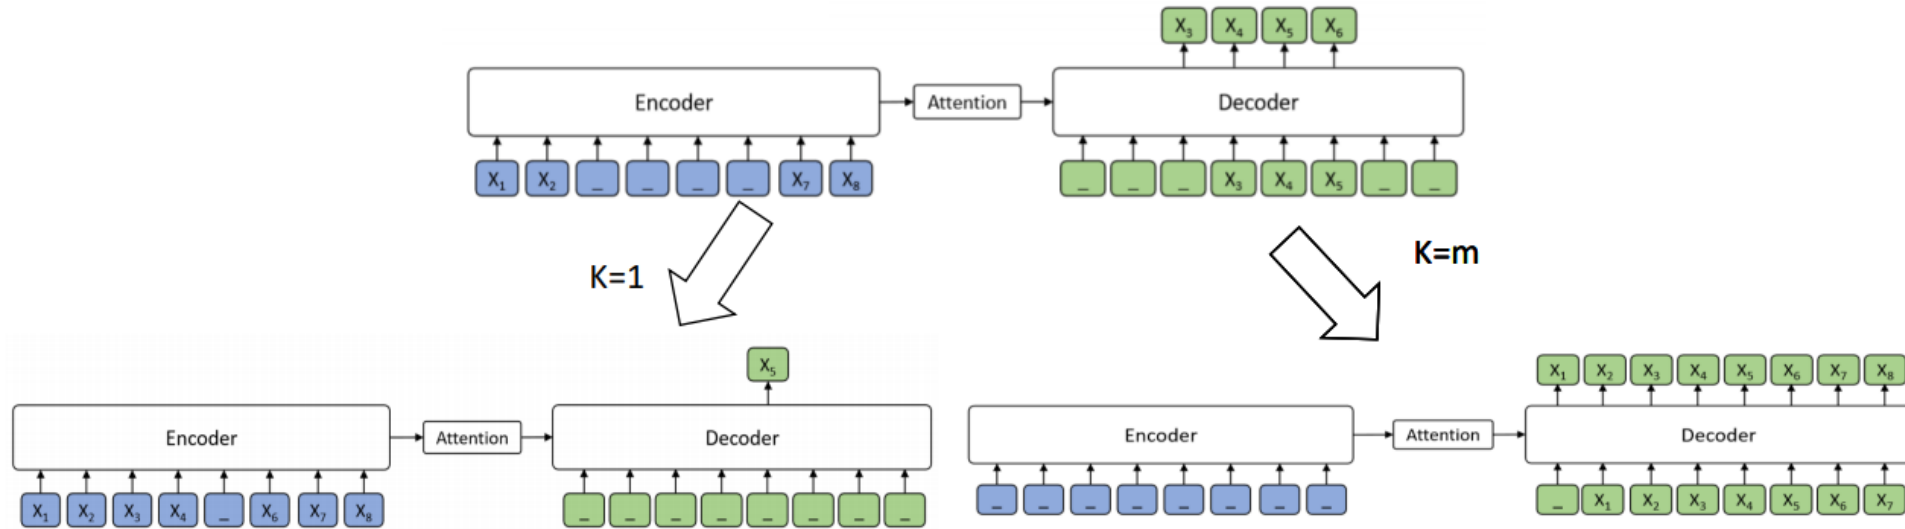 X₃ X₄ X₅ X₆
Encoder Attention Decoder
X₁ X₂ _ _ _ _ X₇ X₈ _ _ _ X₃ X₄ X₅ _ _
K=1 K=m
X₅
X₁ X₂ X₃ X₄ X₅ X₆ X₇ X₈
Encoder Attention Decoder
Encoder Attention Decoder
X₁ X₂ X₃ X₄ _ X₆ X₇ X₈ _ _ _ _ _ _ _ _
_ _ _ _ _ _ _ _ _ X₁ X₂ X₃ X₄ X₅ X₆ X₇